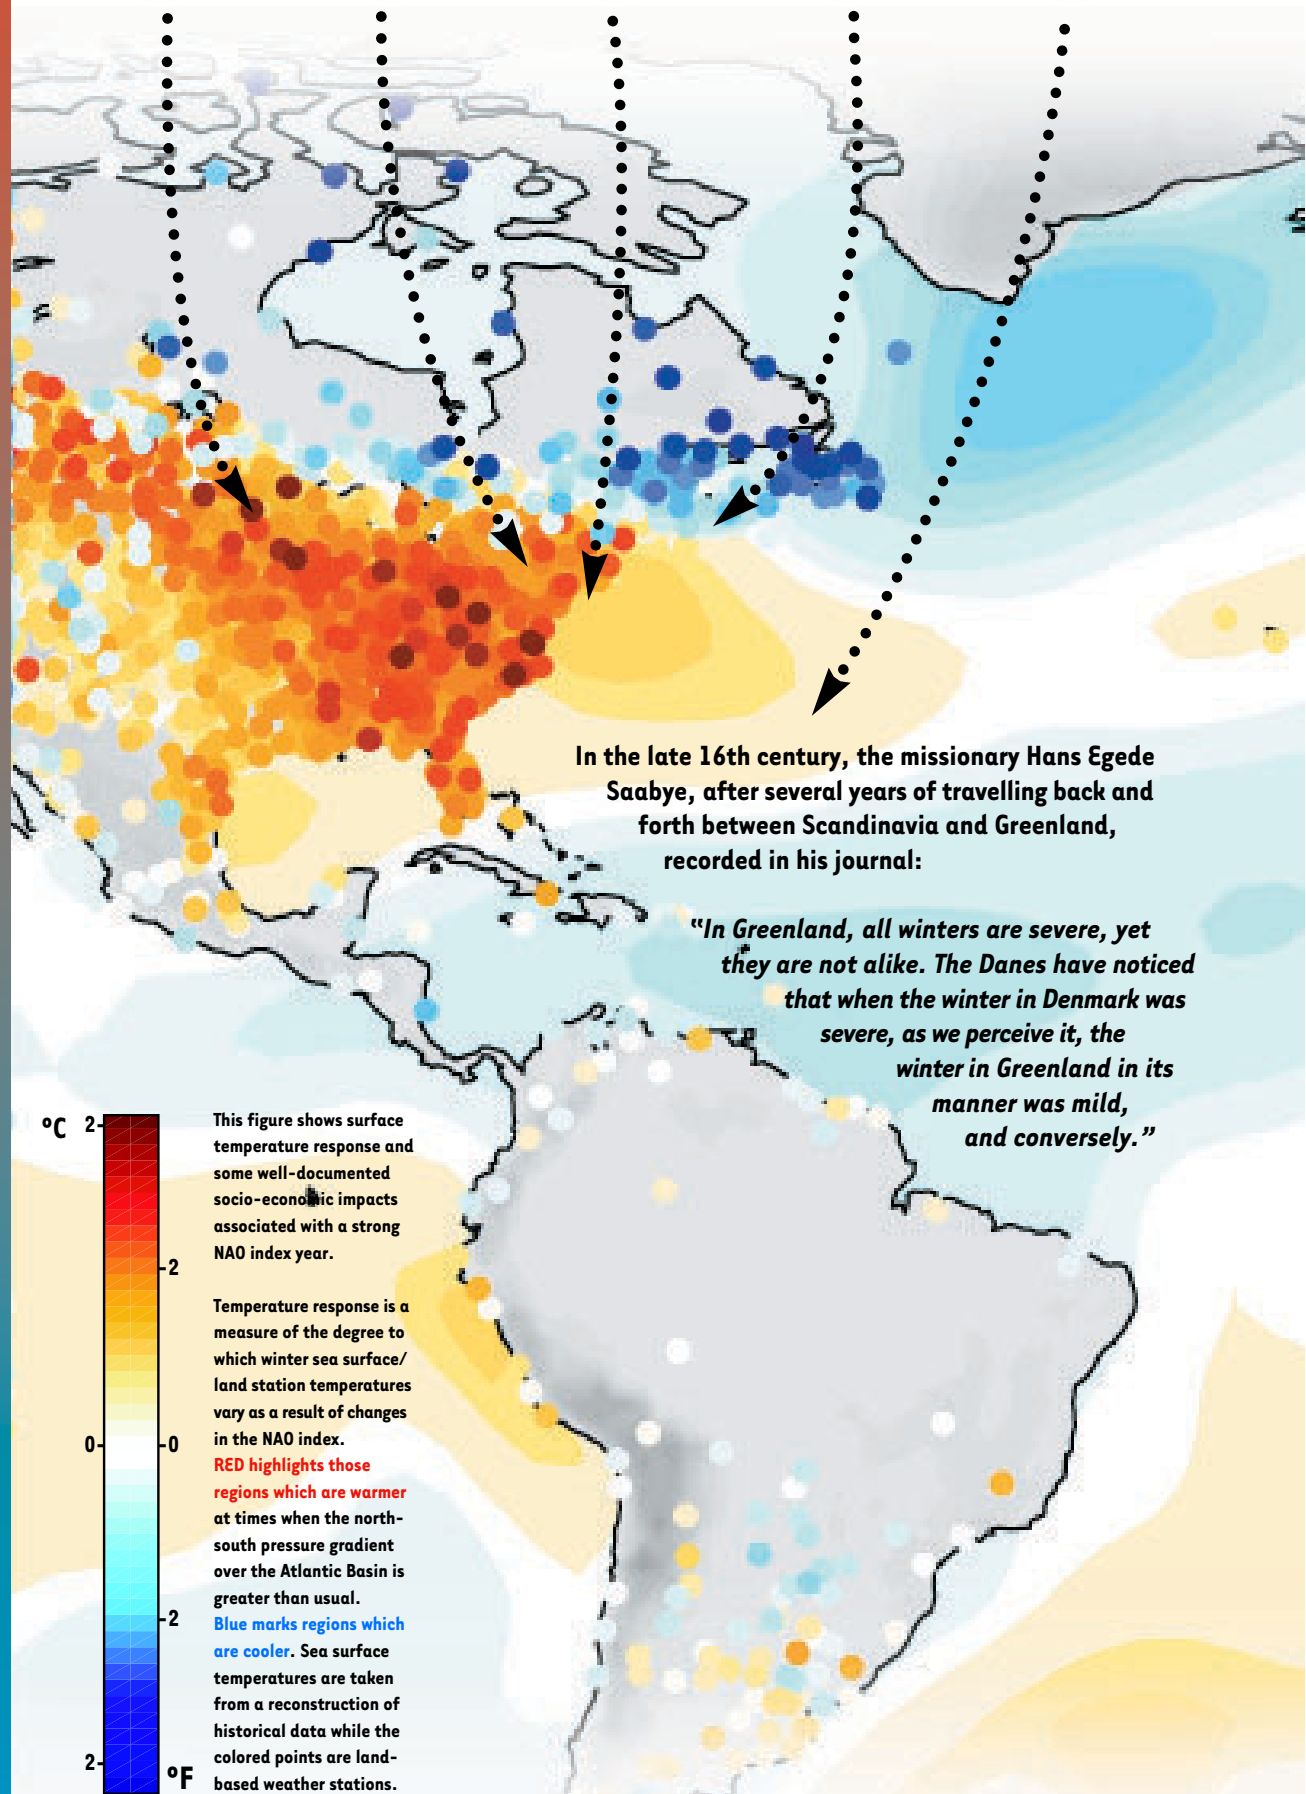 In the late 16th century, the missionary Hans Egede
Saabye, after several years of travelling back and
forth between Scandinavia and Greenland,
recorded in his journal:
“In Greenland, all winters are severe, yet
they are not alike. The Danes have noticed
that when the winter in Denmark was
severe, as we perceive it, the
winter in Greenland in its
manner was mild,
and conversely.”
ºC
2-
-2
0-
-0
-2
2-
ºF
This figure shows surface
temperature response and
some well-documented
socio-economic impacts
associated with a strong
NAO index year.
Temperature response is a
measure of the degree to
which winter sea surface/
land station temperatures
vary as a result of changes
in the NAO index.
RED highlights those
regions which are warmer
at times when the north-
south pressure gradient
over the Atlantic Basin is
greater than usual.
Blue marks regions which
are cooler. Sea surface
temperatures are taken
from a reconstruction of
historical data while the
colored points are land-
based weather stations.